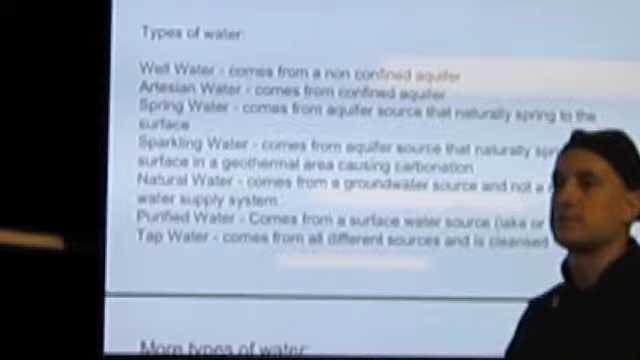 Types of water:
Well Water - comes from a non confined aquifer
Artesian Water - comes from confined aquifer
Spring Water - comes from aquifer source that naturally spring to the
surface
Sparkling Water - comes from aquifer source that naturally
surface in a geothermal area causing carbonation
Natural Water - comes from a groundwater source and not a
water supply system
Purified Water - Comes from a surface water source (lake or
Tap Water - comes from all different sources and is cleansed
More types of water: